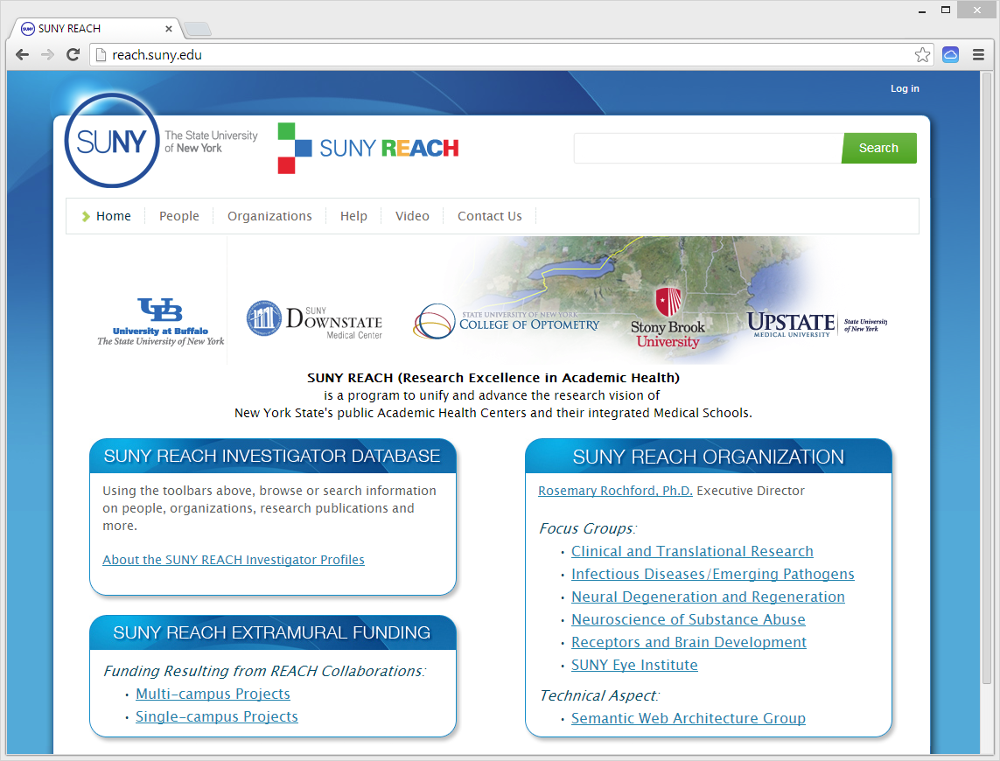 SUNY REACH
reach.suny.edu
Log in
SUNY
The State University
of New York
SUNY REACH
Search
Home
People
Organizations
Help
Video
Contact Us
UB
University at Buffalo
The State University of New York
SUNY
DOWNSTATE
Medical Center
STATE UNIVERSITY OF NEW YORK
COLLEGE OF OPTOMETRY
Stony Brook
University
UPSTATE
MEDICAL UNIVERSITY
State University
of New York
SUNY REACH (Research Excellence in Academic Health)
is a program to unify and advance the research vision of
New York State's public Academic Health Centers and their integrated Medical Schools.
SUNY REACH INVESTIGATOR DATABASE
Using the toolbars above, browse or search information
on people, organizations, research publications and
more.
About the SUNY REACH Investigator Profiles
SUNY REACH EXTRAMURAL FUNDING
Funding Resulting from REACH Collaborations:
• Multi-campus Projects
• Single-campus Projects
SUNY REACH ORGANIZATION
Rosemary Rochford, Ph.D. Executive Director
Focus Groups:
• Clinical and Translational Research
• Infectious Diseases/Emerging Pathogens
• Neural Degeneration and Regeneration
• Neuroscience of Substance Abuse
• Receptors and Brain Development
• SUNY Eye Institute
Technical Aspect:
• Semantic Web Architecture Group